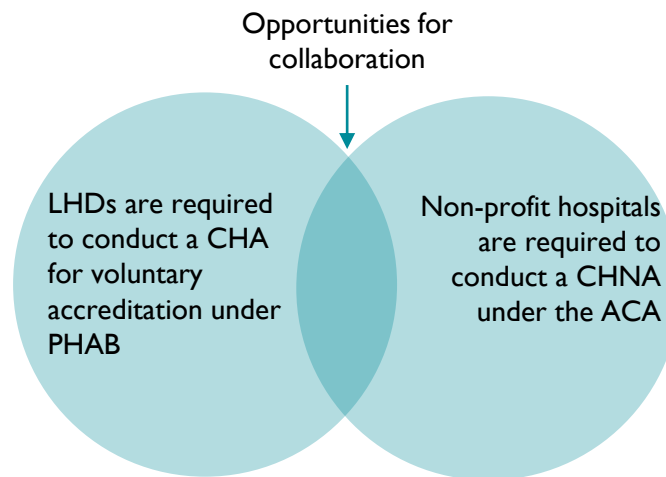 Opportunities for
collaboration
LHDs are required
to conduct a CHA
for voluntary
accreditation under
PHAB
Non-profit hospitals
are required to
conduct a CHNA
under the ACA